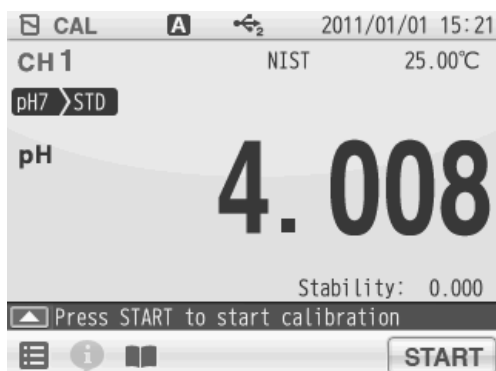 CAL A 2 2011/01/01 15:21
CH1 NIST 25.00℃
pH7 STD
pH 4.008
Stability: 0.000
Press START to start calibration
START